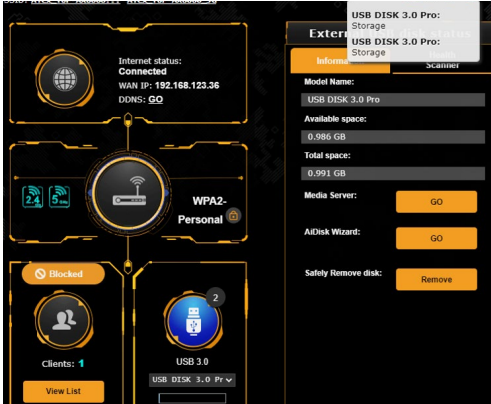 Internet status:
Connected
WAN IP: 192.168.123.36
DDNS: GO
2.4
5
WPA2-
Personal
Blocked
Clients: 1
View List
2
USB 3.0
USB DISK 3.0 Pr
USB DISK 3.0 Pro:
Storage
USB DISK 3.0 Pro:
Storage
Scanner
Model Name:
USB DISK 3.0 Pro
Available space:
0.986 GB
Total space:
0.991 GB
Media Server:
GO
AiDisk Wizard:
GO
Safely Remove disk:
Remove